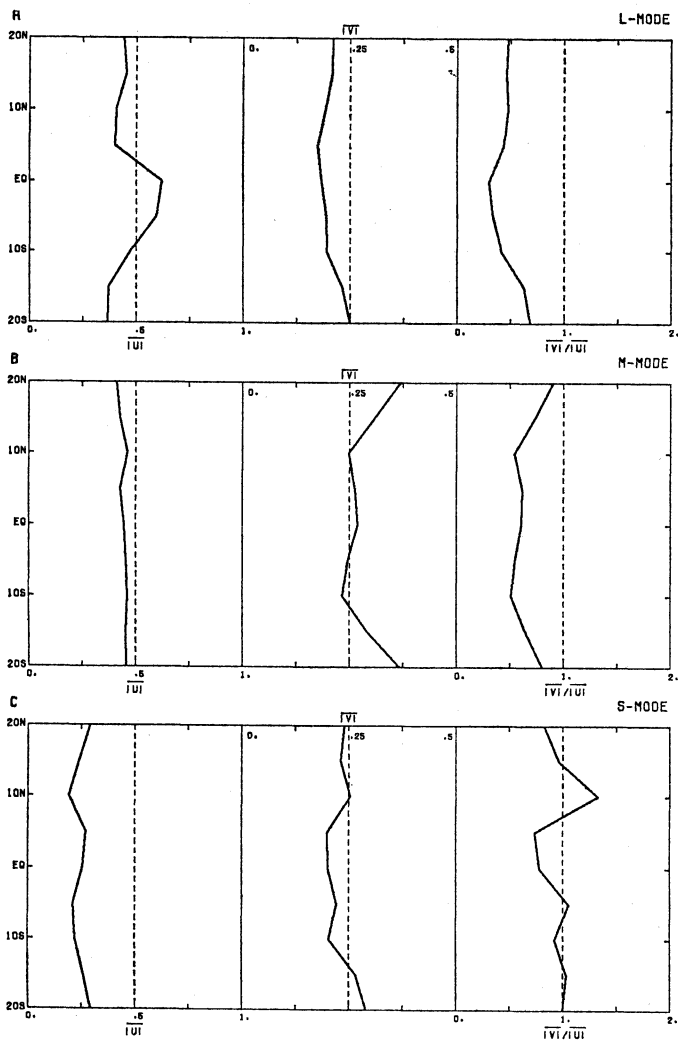 A |V| L-MODE
20N 0. .25 .5
10N
EQ
10S
20S
0. .5 1. 0. 1. 2.
|U| |V|/|U|
B M-MODE
|V|
20N 0. .25 .5
10N
EQ
10S
20S
0. .5 1. 0. 1. 2.
|U| |V|/|U|
C |V| S-MODE
20N 0. .25 .5
10N
EQ
10S
20S
0. .5 1. 0. 1. 2.
|U| |V|/|U|